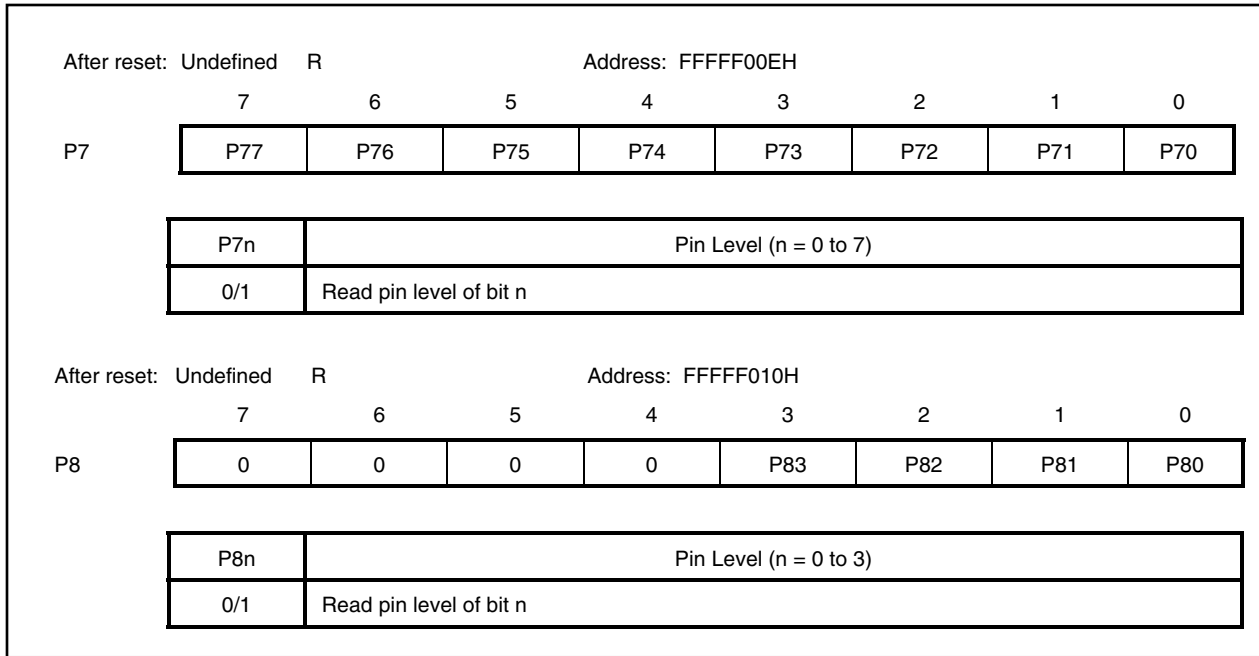 After reset: Undefined R Address: FFFFF00EH
7 6 5 4 3 2 1 0
P7 P77 P76 P75 P74 P73 P72 P71 P70
P7n Pin Level (n = 0 to 7)
0/1 Read pin level of bit n
After reset: Undefined R Address: FFFFF010H
7 6 5 4 3 2 1 0
P8 0 0 0 0 P83 P82 P81 P80
P8n Pin Level (n = 0 to 3)
0/1 Read pin level of bit n